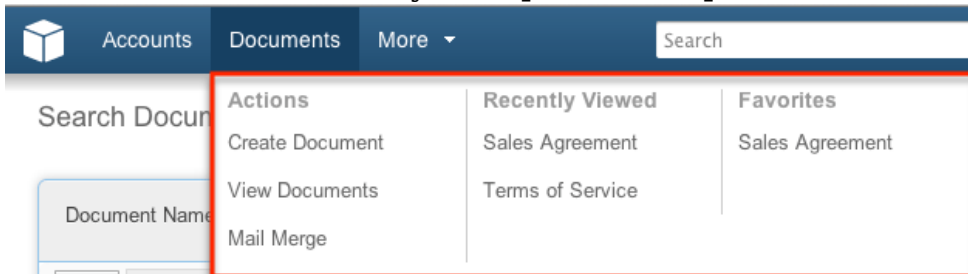 Accounts Documents More Search
Search Docum
Actions Recently Viewed Favorites
Create Document Sales Agreement Sales Agreement
View Documents Terms of Service
Document Name
Mail Merge